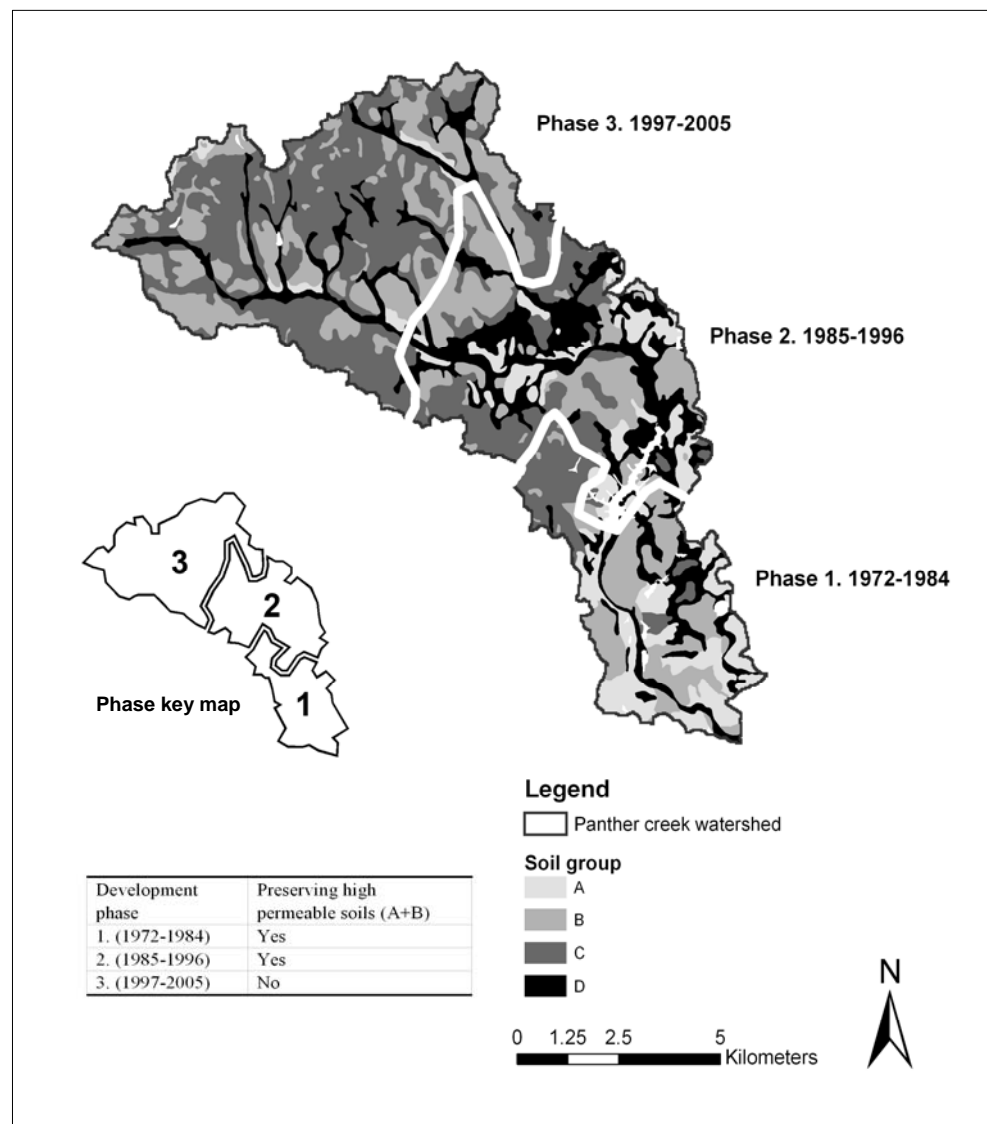 Phase 3. 1997-2005
Phase 2. 1985-1996
Phase 1. 1972-1984
3
2
1
Phase key map
Legend
Panther creek watershed
Soil group
A
B
C
D
Development phase
Preserving high permeable soils (A+B)
1. (1972-1984) Yes
2. (1985-1996) Yes
3. (1997-2005) No
N
0 1.25 2.5 5
Kilometers